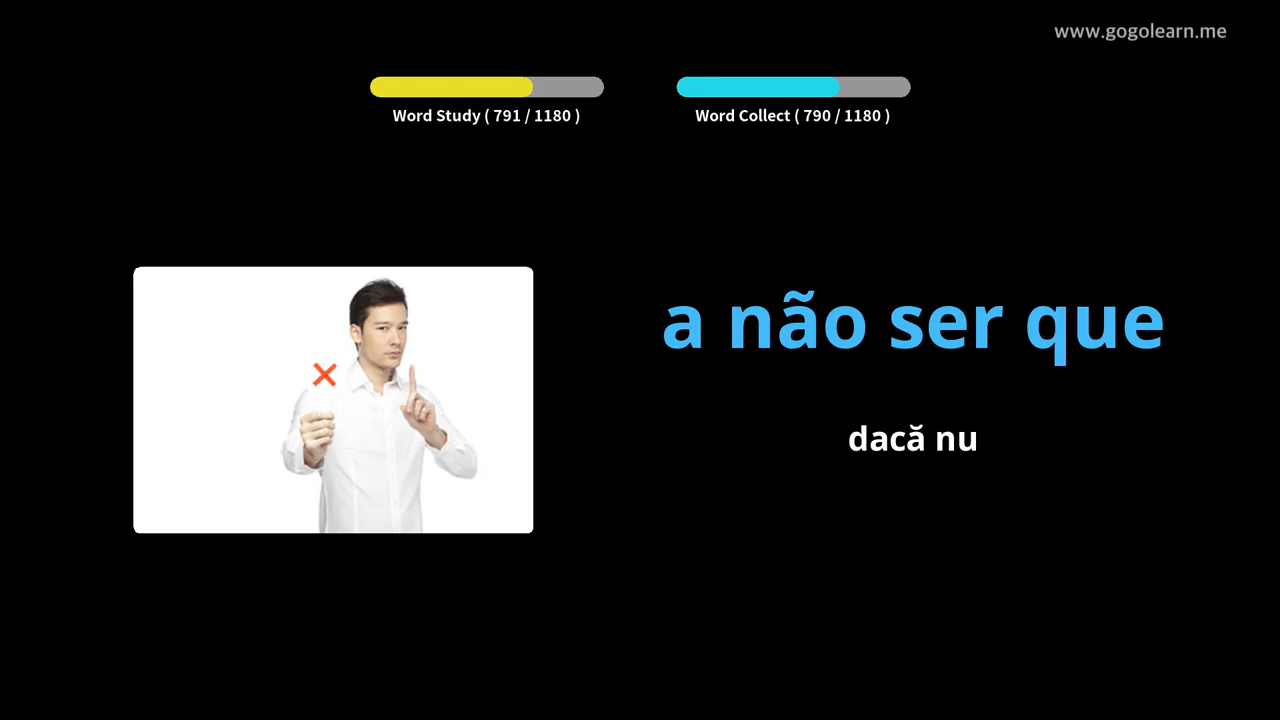 www.gogolearn.me
Word Study ( 791 / 1180 )
Word Collect ( 790 / 1180 )
a não ser que
dacă nu